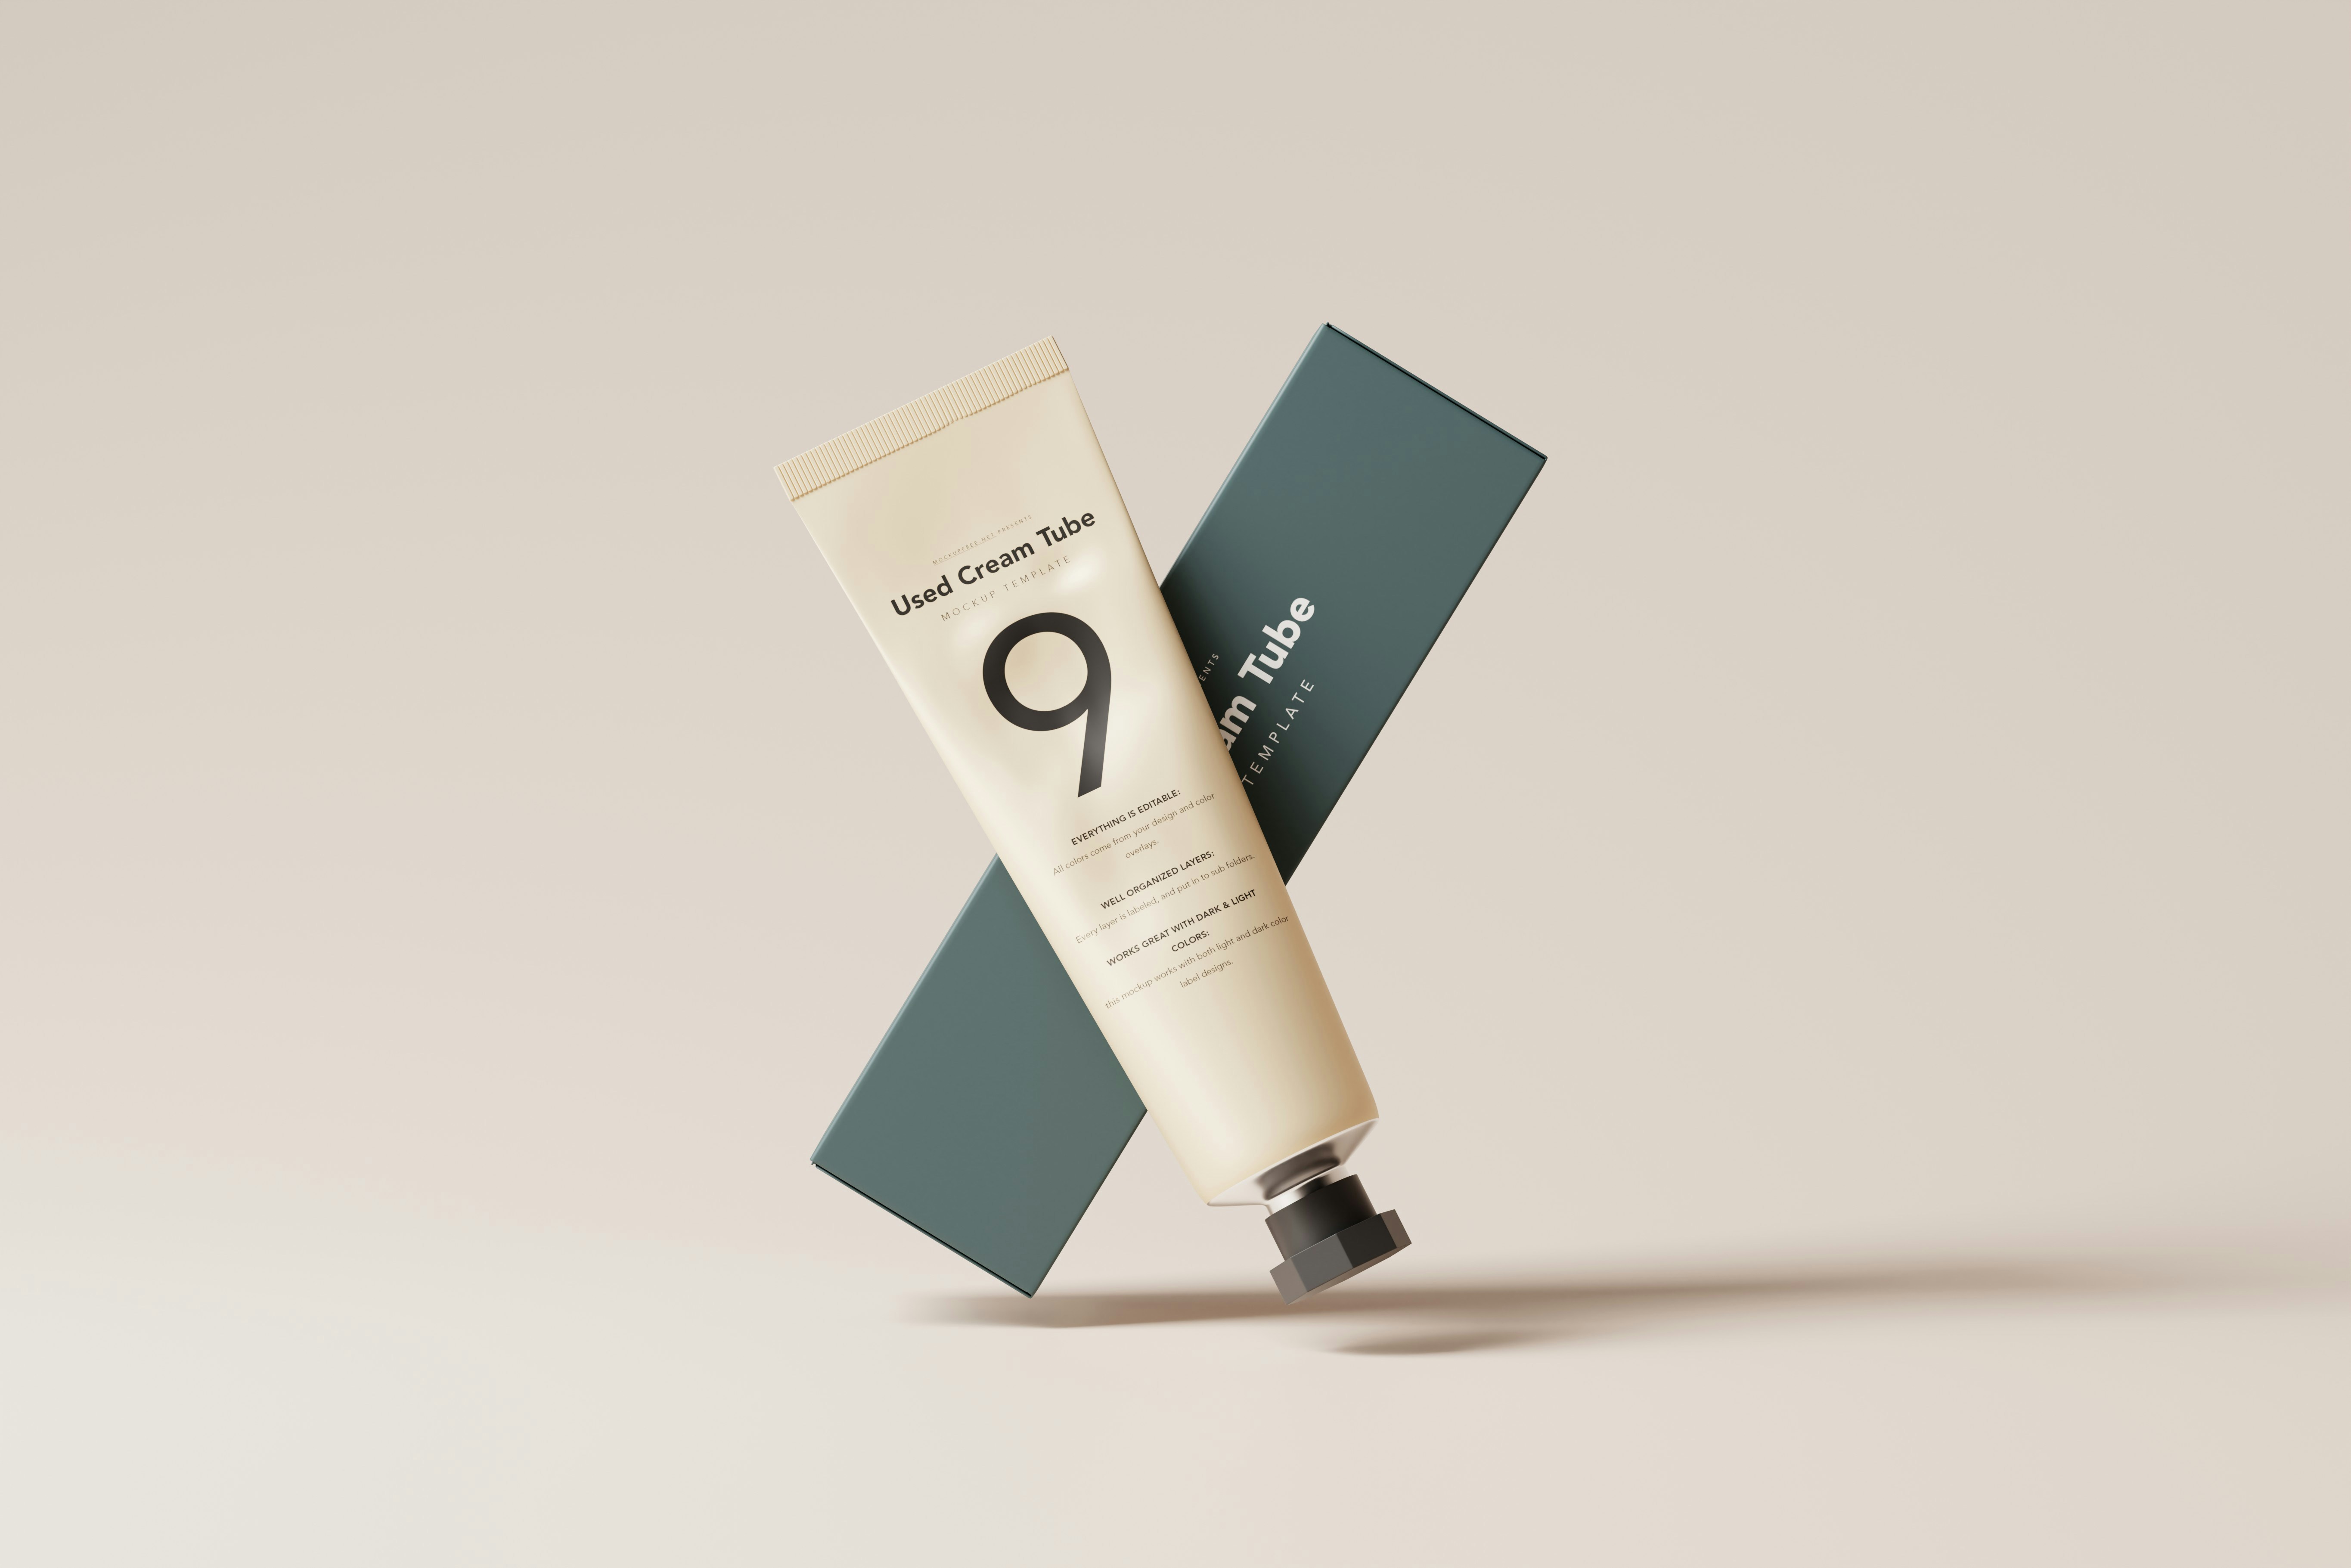 MOCKUPFREE.NET PRESENTS
Used Cream Tube
MOCKUP TEMPLATE
9
EVERYTHING IS EDITABLE:
All colors come from your design and color
overlays.
WELL ORGANIZED LAYERS:
Every layer is labeled, and put in to sub folders.
WORKS GREAT WITH DARK & LIGHT
COLORS:
this mockup works with both light and dark color
label designs.
ENTS
am Tube
TEMPLATE